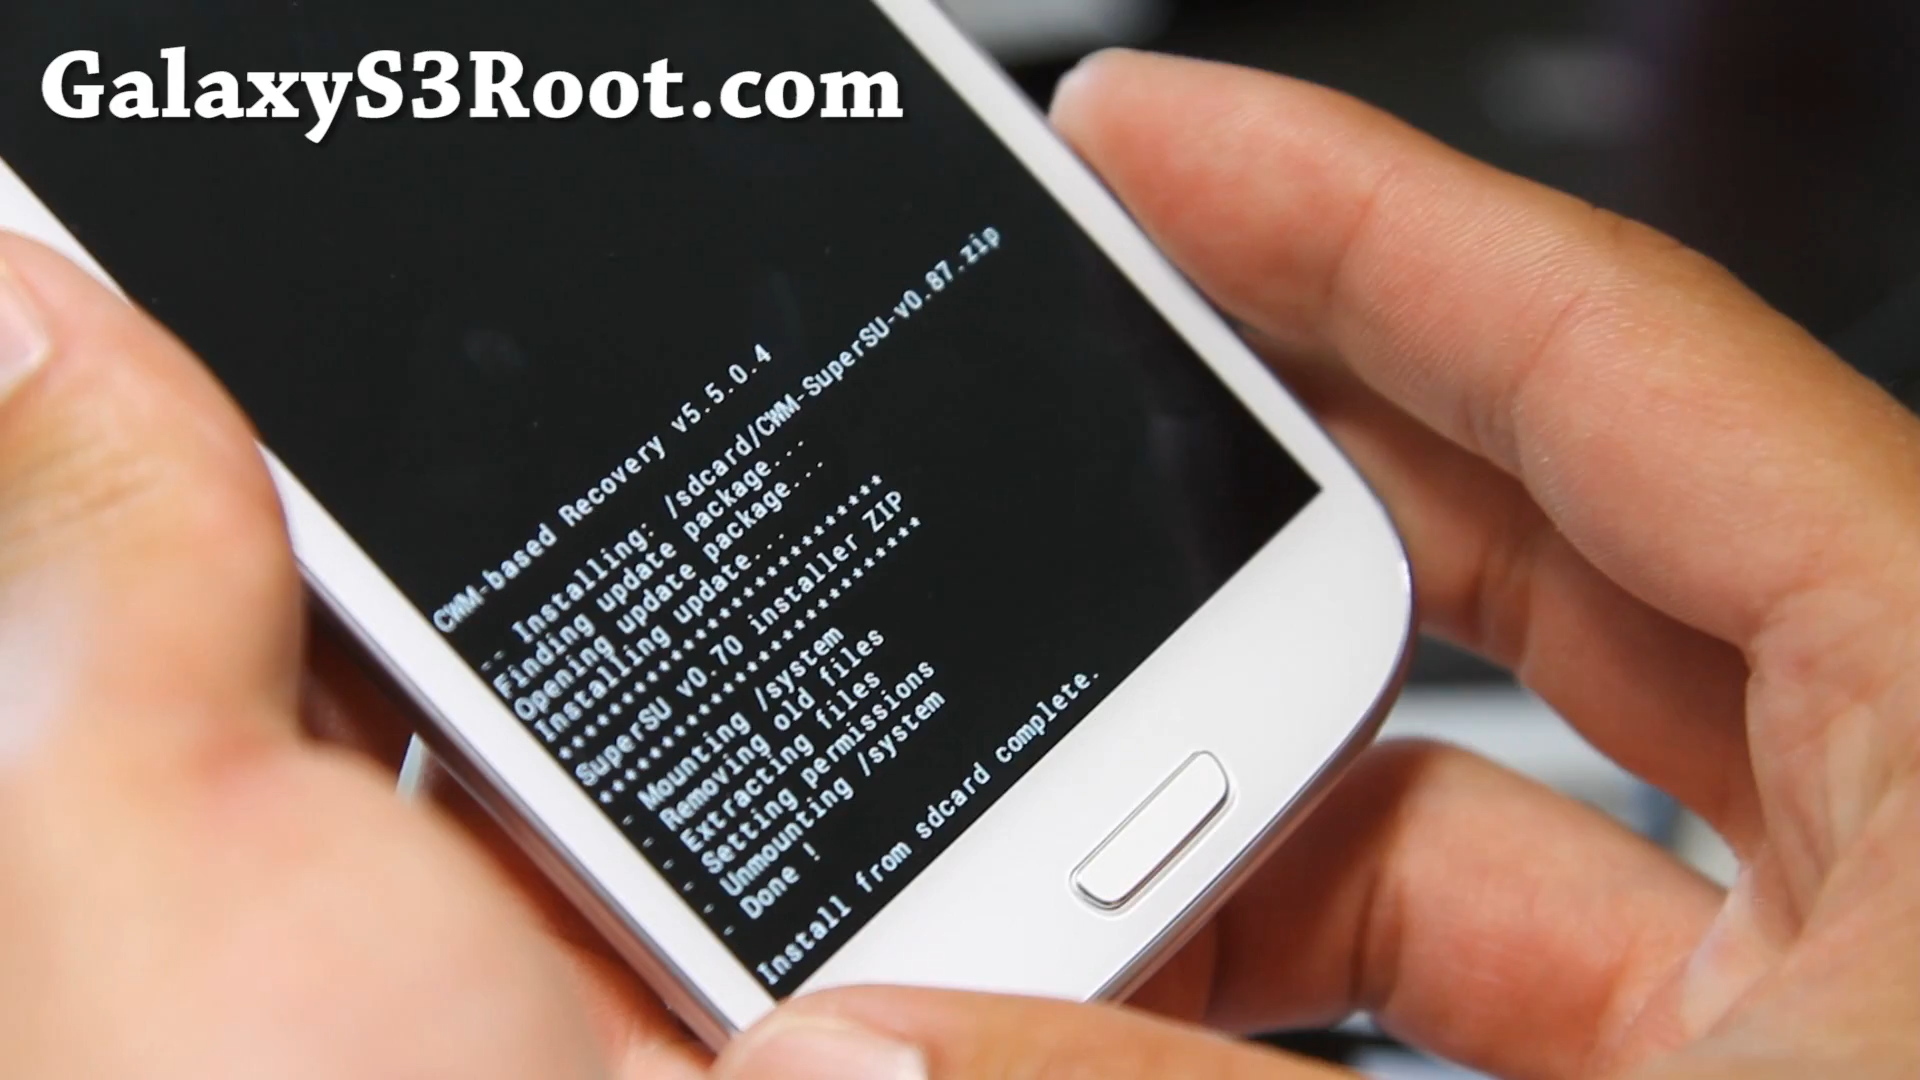 GalaxyS3Root.com
CWM-based Recovery v5.5.0.4
-- Installing: /sdcard/CWM-SuperSU-v0.87.zip
Finding update package...
Opening update package...
Installing update...
******************************
SuperSU v0.70 installer ZIP
******************************
- Mounting /system
- Removing old files
- Extracting files
- Setting permissions
- Unmounting /system
- Done !
Install from sdcard complete.